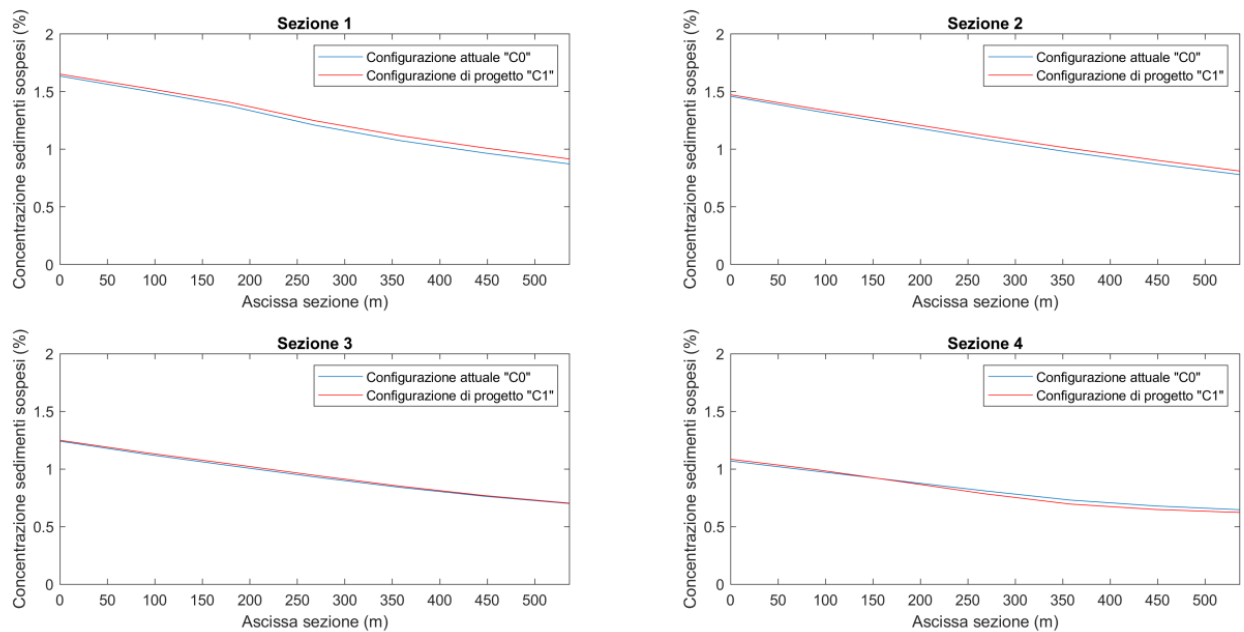 Sezione 1
Concentrazione sedimenti sospesi (%)
2
1.5
1
0.5
0
Configurazione attuale "C0"
Configurazione di progetto "C1"
0 50 100 150 200 250 300 350 400 450 500
Ascissa sezione (m)
Sezione 2
Concentrazione sedimenti sospesi (%)
2
1.5
1
0.5
0
Configurazione attuale "C0"
Configurazione di progetto "C1"
0 50 100 150 200 250 300 350 400 450 500
Ascissa sezione (m)
Sezione 3
Concentrazione sedimenti sospesi (%)
2
1.5
1
0.5
0
Configurazione attuale "C0"
Configurazione di progetto "C1"
0 50 100 150 200 250 300 350 400 450 500
Ascissa sezione (m)
Sezione 4
Concentrazione sedimenti sospesi (%)
2
1.5
1
0.5
0
Configurazione attuale "C0"
Configurazione di progetto "C1"
0 50 100 150 200 250 300 350 400 450 500
Ascissa sezione (m)